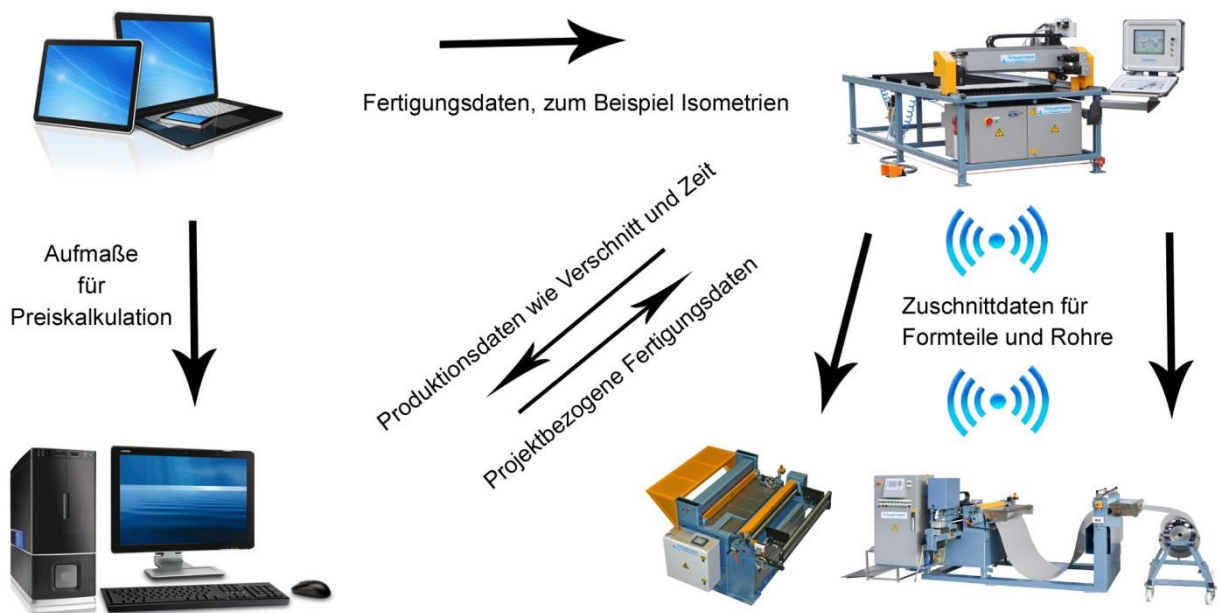 Fertigungsdaten, zum Beispiel Isometrien
Aufmaße
für
Preiskalkulation
Produktionsdaten wie Verschnitt und Zeit
Projektbezogene Fertigungsdaten
Zuschnittdaten für
Formteile und Rohre